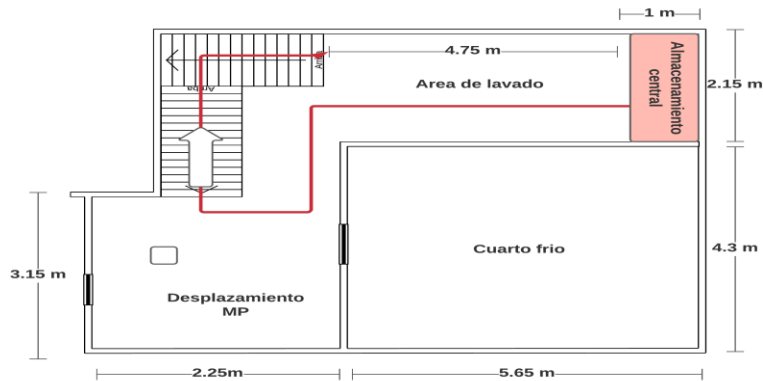 1 m
4.75 m
Arriba
Area de lavado
Almacenamiento
central
2.15 m
Arriba
Cuarto frio
4.3 m
3.15 m
Desplazamiento
MP
2.25m
5.65 m